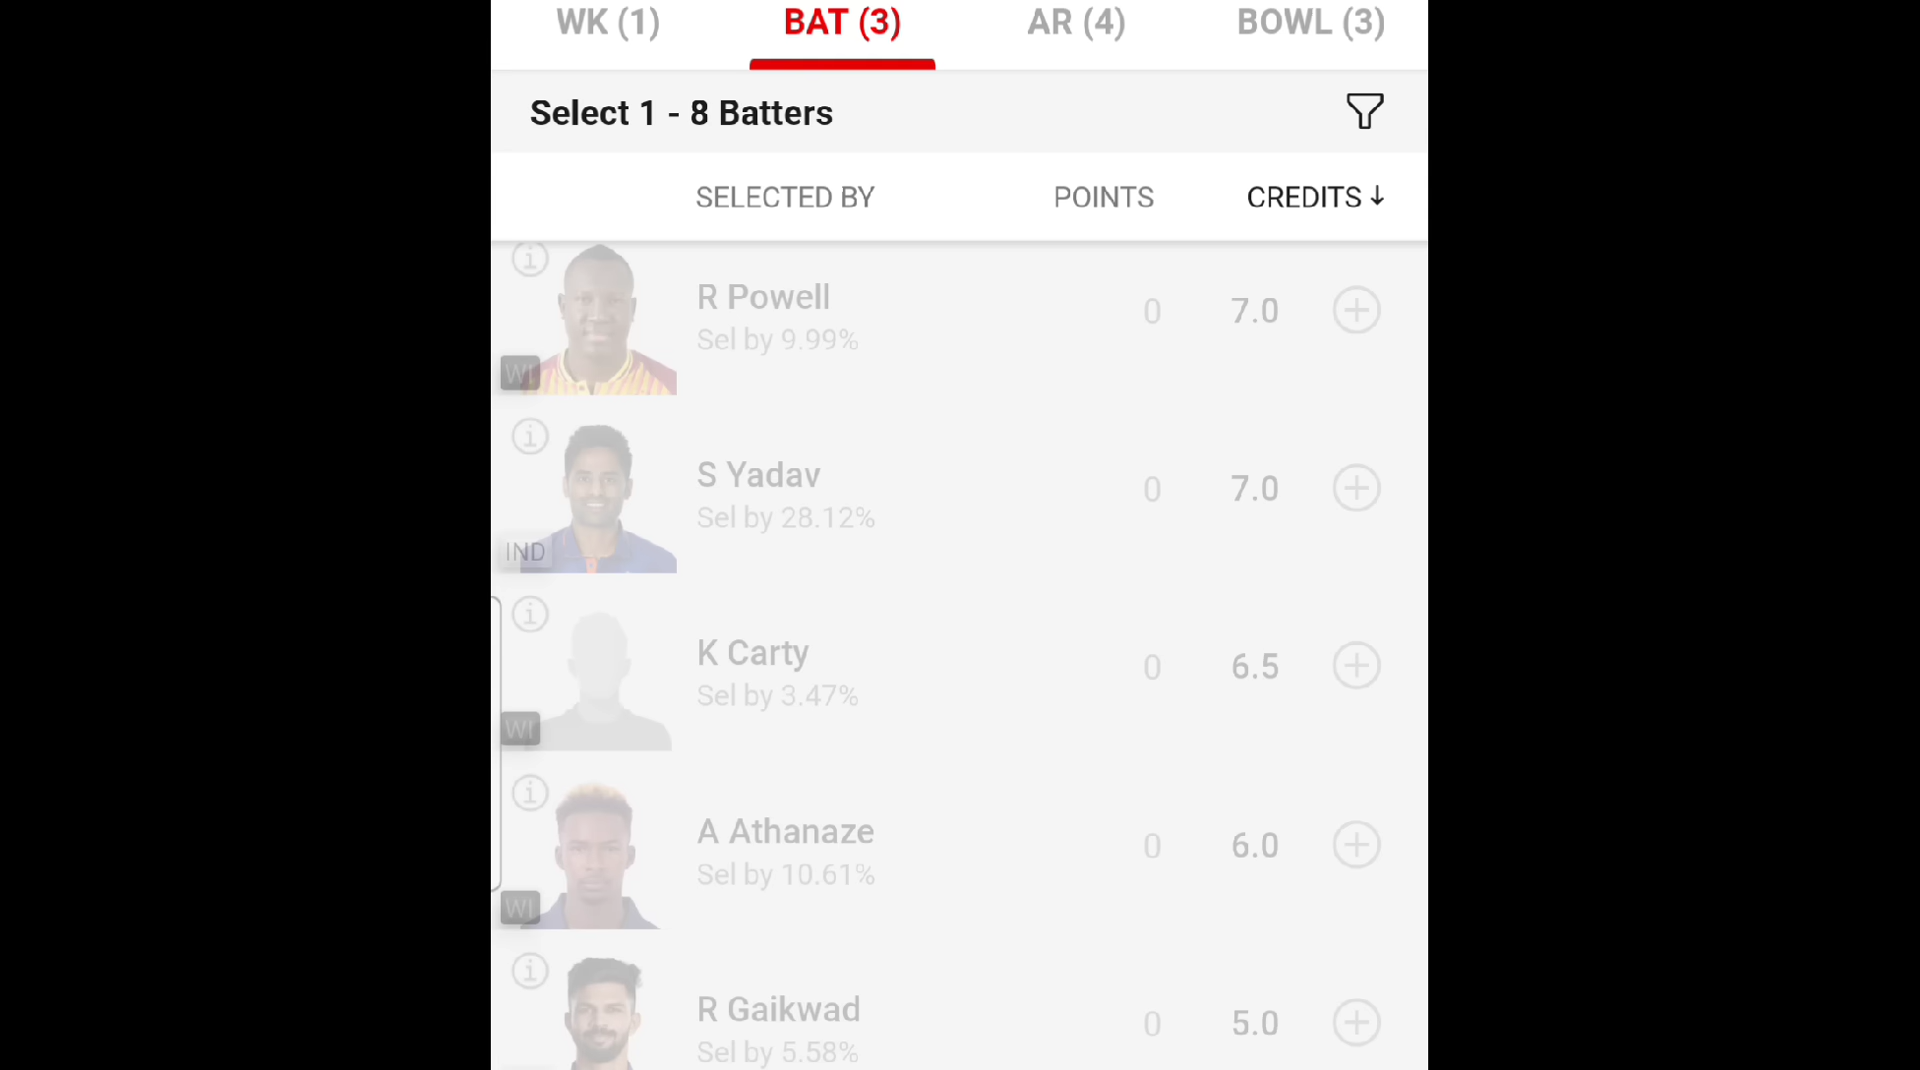 WK (1) BAT (3) AR (4) BOWL (3)
Select 1 - 8 Batters
SELECTED BY POINTS CREDITS ↓
R Powell 0 7.0
Sel by 9.99%
WI
S Yadav 0 7.0
Sel by 28.12%
IND
K Carty 0 6.5
Sel by 3.47%
WI
A Athanaze 0 6.0
Sel by 10.61%
WI
R Gaikwad 0 5.0
Sel by 5.58%